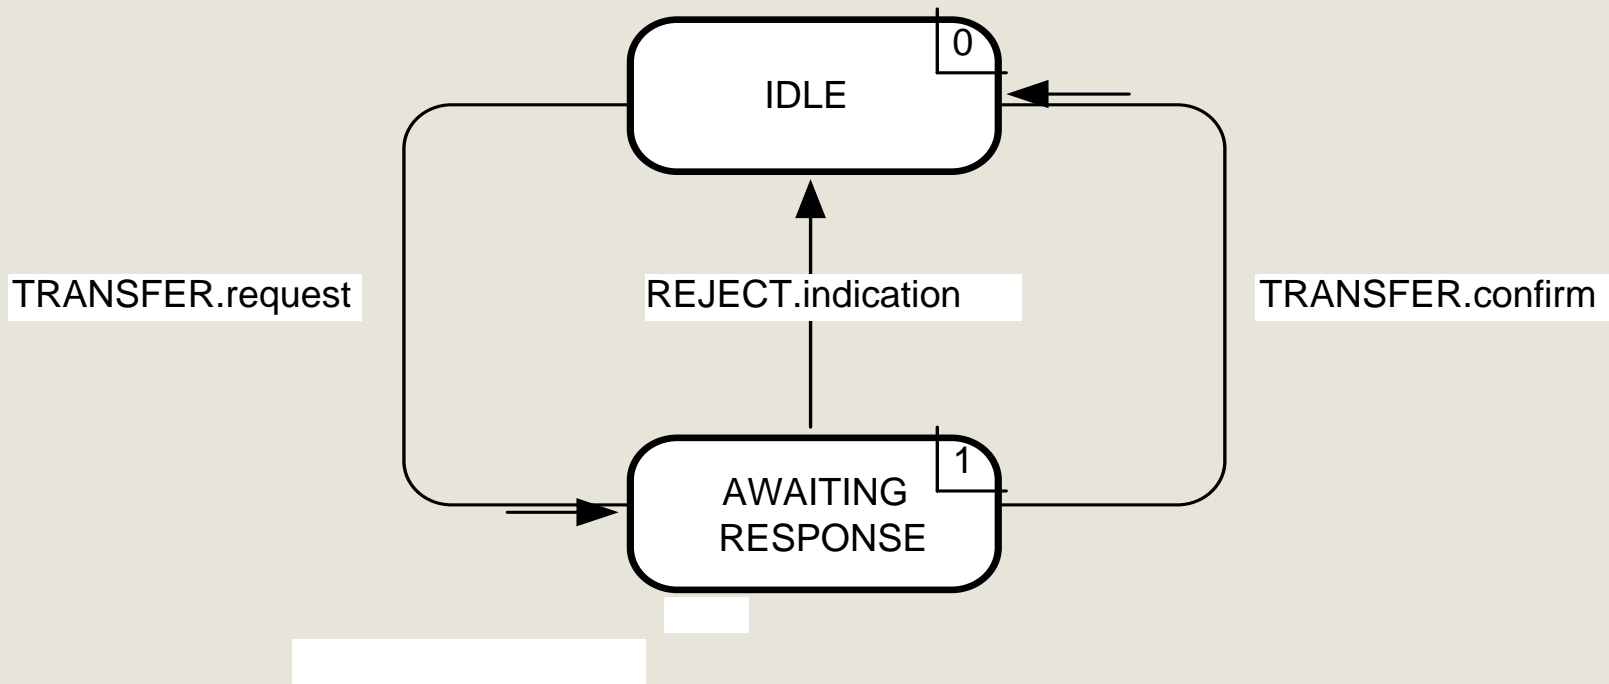 0
IDLE
TRANSFER.request
REJECT.indication
TRANSFER.confirm
1
AWAITING
RESPONSE